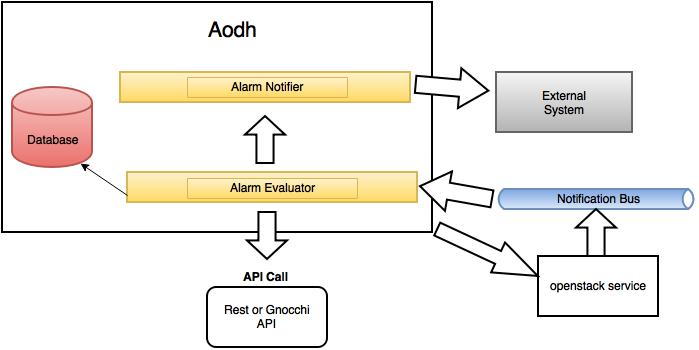 Aodh
Alarm Notifier
External
System
Database
Alarm Evaluator
Notification Bus
API Call
openstack service
Rest or Gnocchi
API